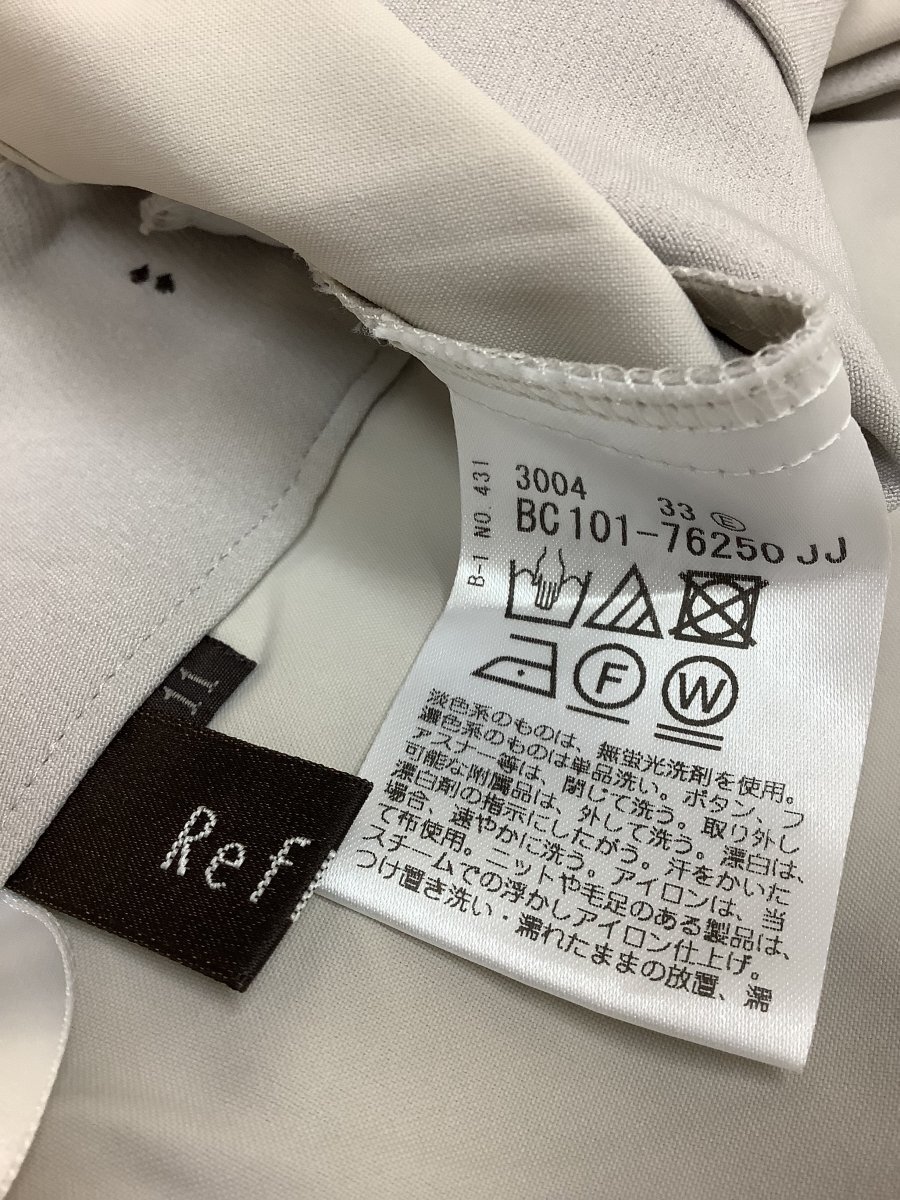 B-1 NO. 431
3004 33 E
BC101-76250 JJ
F W
淡色系のものは、無蛍光洗剤を使用。
濃色系のものは単品洗い。ボタン、フ
ァスナー等は、閉じて洗う。取り外し
可能な附属品は、外して洗う。漂白は、
漂白剤の指示にしたがう。汗をかいた
場合、速やかに洗う。アイロンは、当
て布使用。ニットや毛足のある製品は、
スチームでの浮かしアイロン仕上げ。
つけ置き洗い・濡れたままの放置、濡
11
Ref